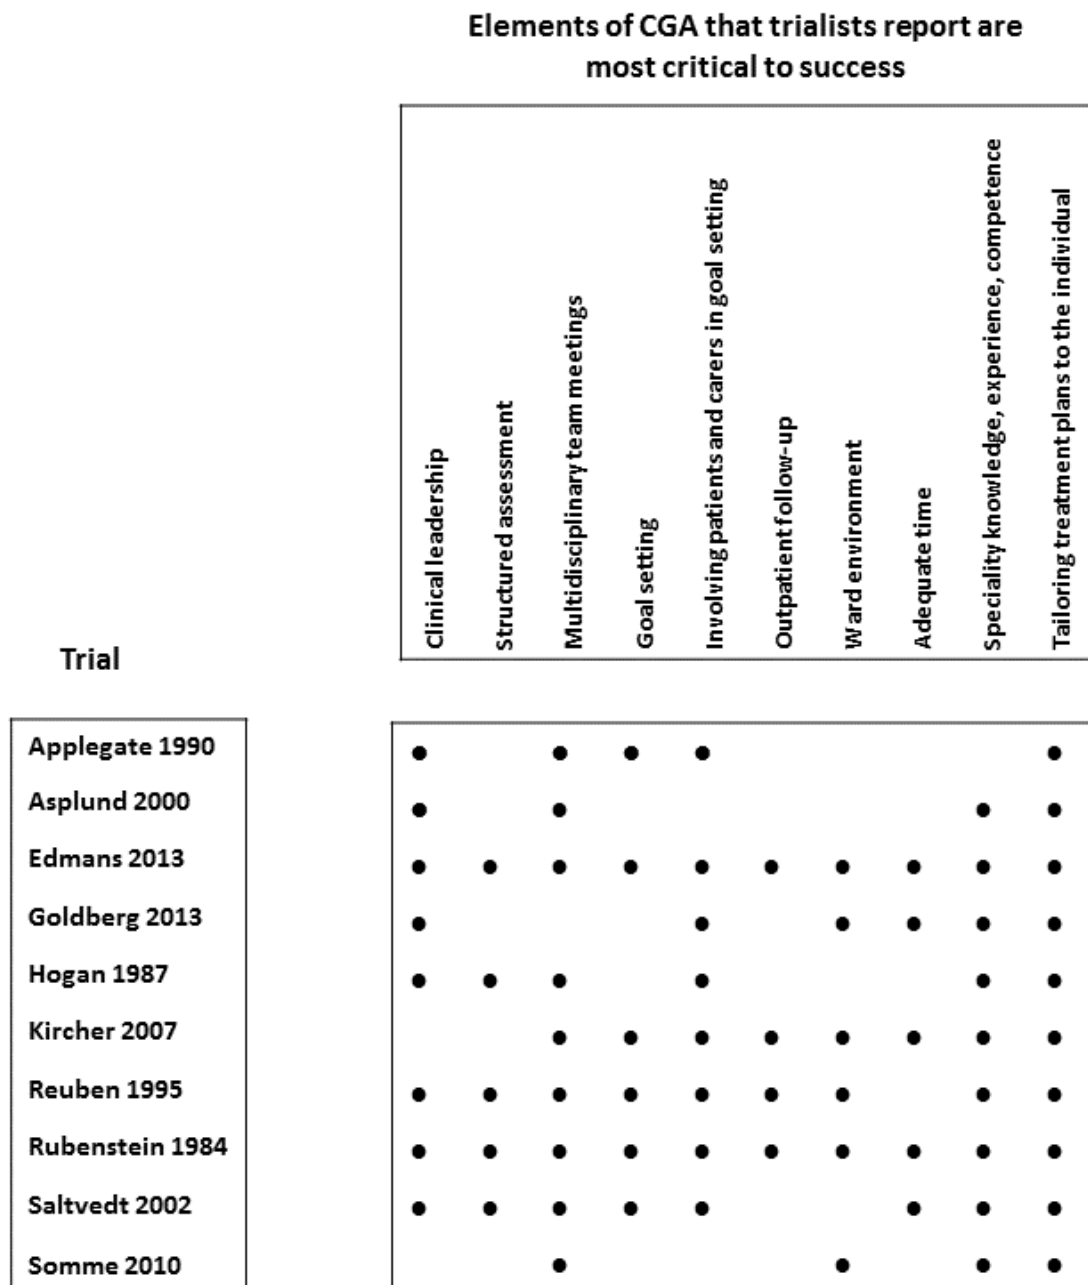 Elements of CGA that trialists report are
most critical to success
Clinical leadership
Structured assessment
Multidisciplinary team meetings
Goal setting
Involving patients and carers in goal setting
Outpatient follow-up
Ward environment
Adequate time
Speciality knowledge, experience, competence
Tailoring treatment plans to the individual
Trial
Applegate 1990
Asplund 2000
Edmans 2013
Goldberg 2013
Hogan 1987
Kircher 2007
Reuben 1995
Rubenstein 1984
Saltvedt 2002
Somme 2010